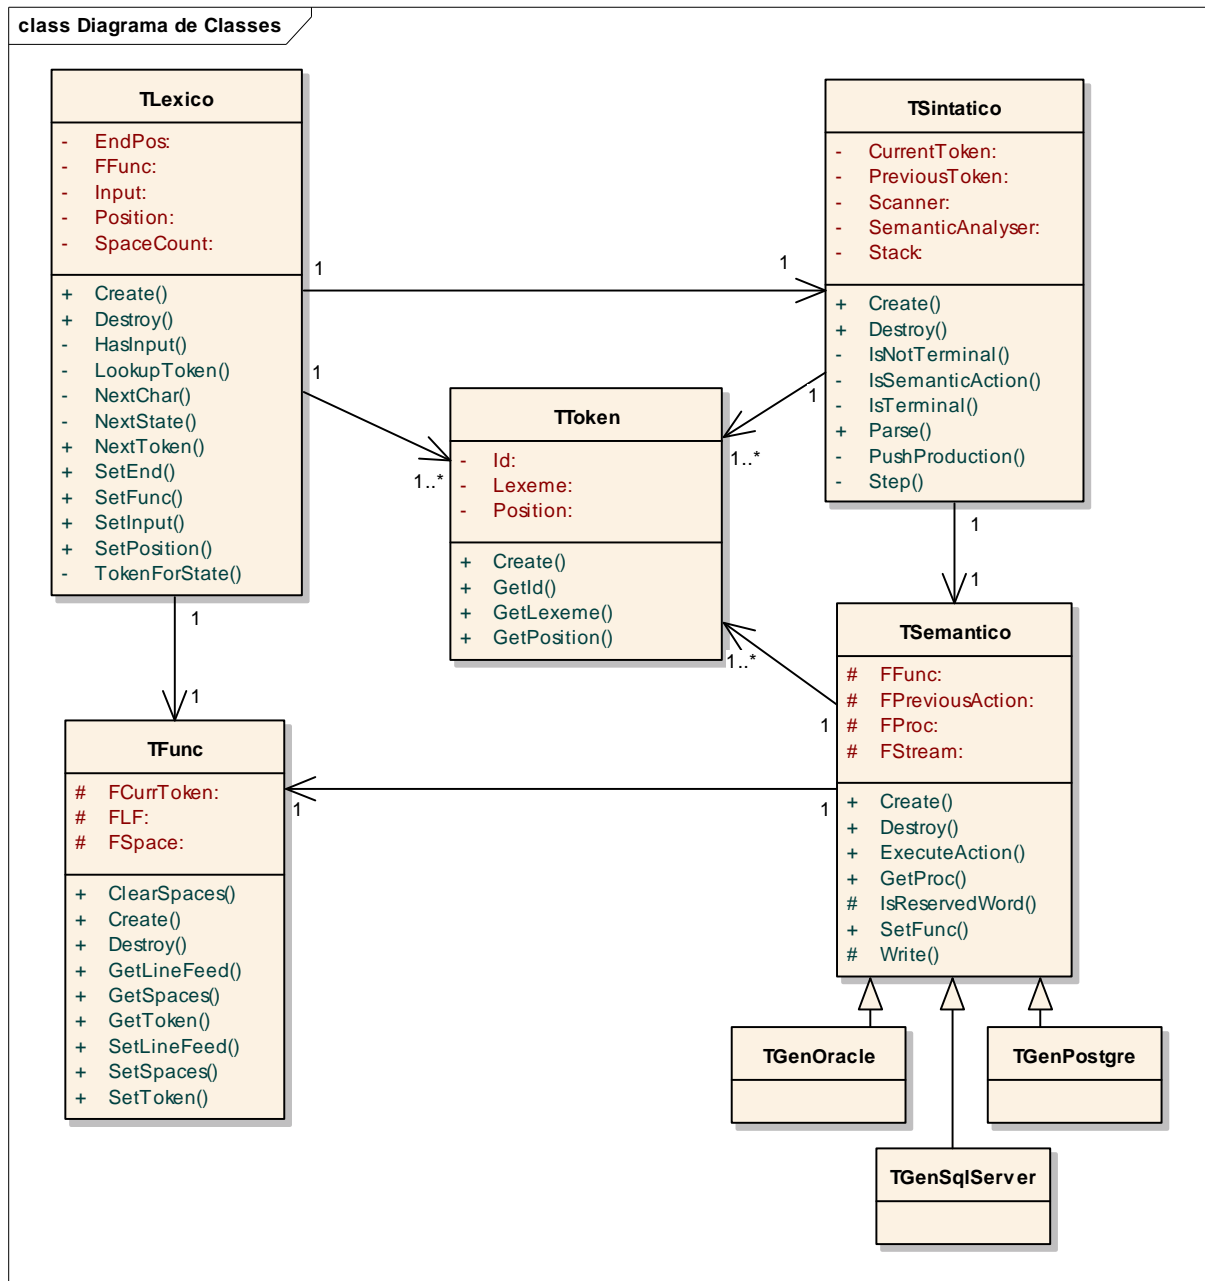 class Diagrama de Classes
TLexico
- EndPos:
- FFunc:
- Input:
- Position:
- SpaceCount:
+ Create()
+ Destroy()
- HasInput()
- LookupToken()
- NextChar()
- NextState()
+ NextToken()
+ SetEnd()
+ SetFunc()
+ SetInput()
+ SetPosition()
- TokenForState()
TSintatico
- CurrentToken:
- PreviousToken:
- Scanner:
- SemanticAnalyser:
- Stack:
+ Create()
+ Destroy()
- IsNotTerminal()
- IsSemanticAction()
- IsTerminal()
+ Parse()
- PushProduction()
- Step()
1
1
1
1..*
1
1..*
TToken
- Id:
- Lexeme:
- Position:
+ Create()
+ GetId()
+ GetLexeme()
+ GetPosition()
1
1
1
1
1..*
1
TFunc
# FCurrToken:
# FLF:
# FSpace:
+ ClearSpaces()
+ Create()
+ Destroy()
+ GetLineFeed()
+ GetSpaces()
+ GetToken()
+ SetLineFeed()
+ SetSpaces()
+ SetToken()
1
1
TSemantico
# FFunc:
# FPreviousAction:
# FProc:
# FStream:
+ Create()
+ Destroy()
+ ExecuteAction()
+ GetProc()
# IsReservedWord()
+ SetFunc()
# Write()
TGenOracle
TGenPostgre
TGenSqlServer